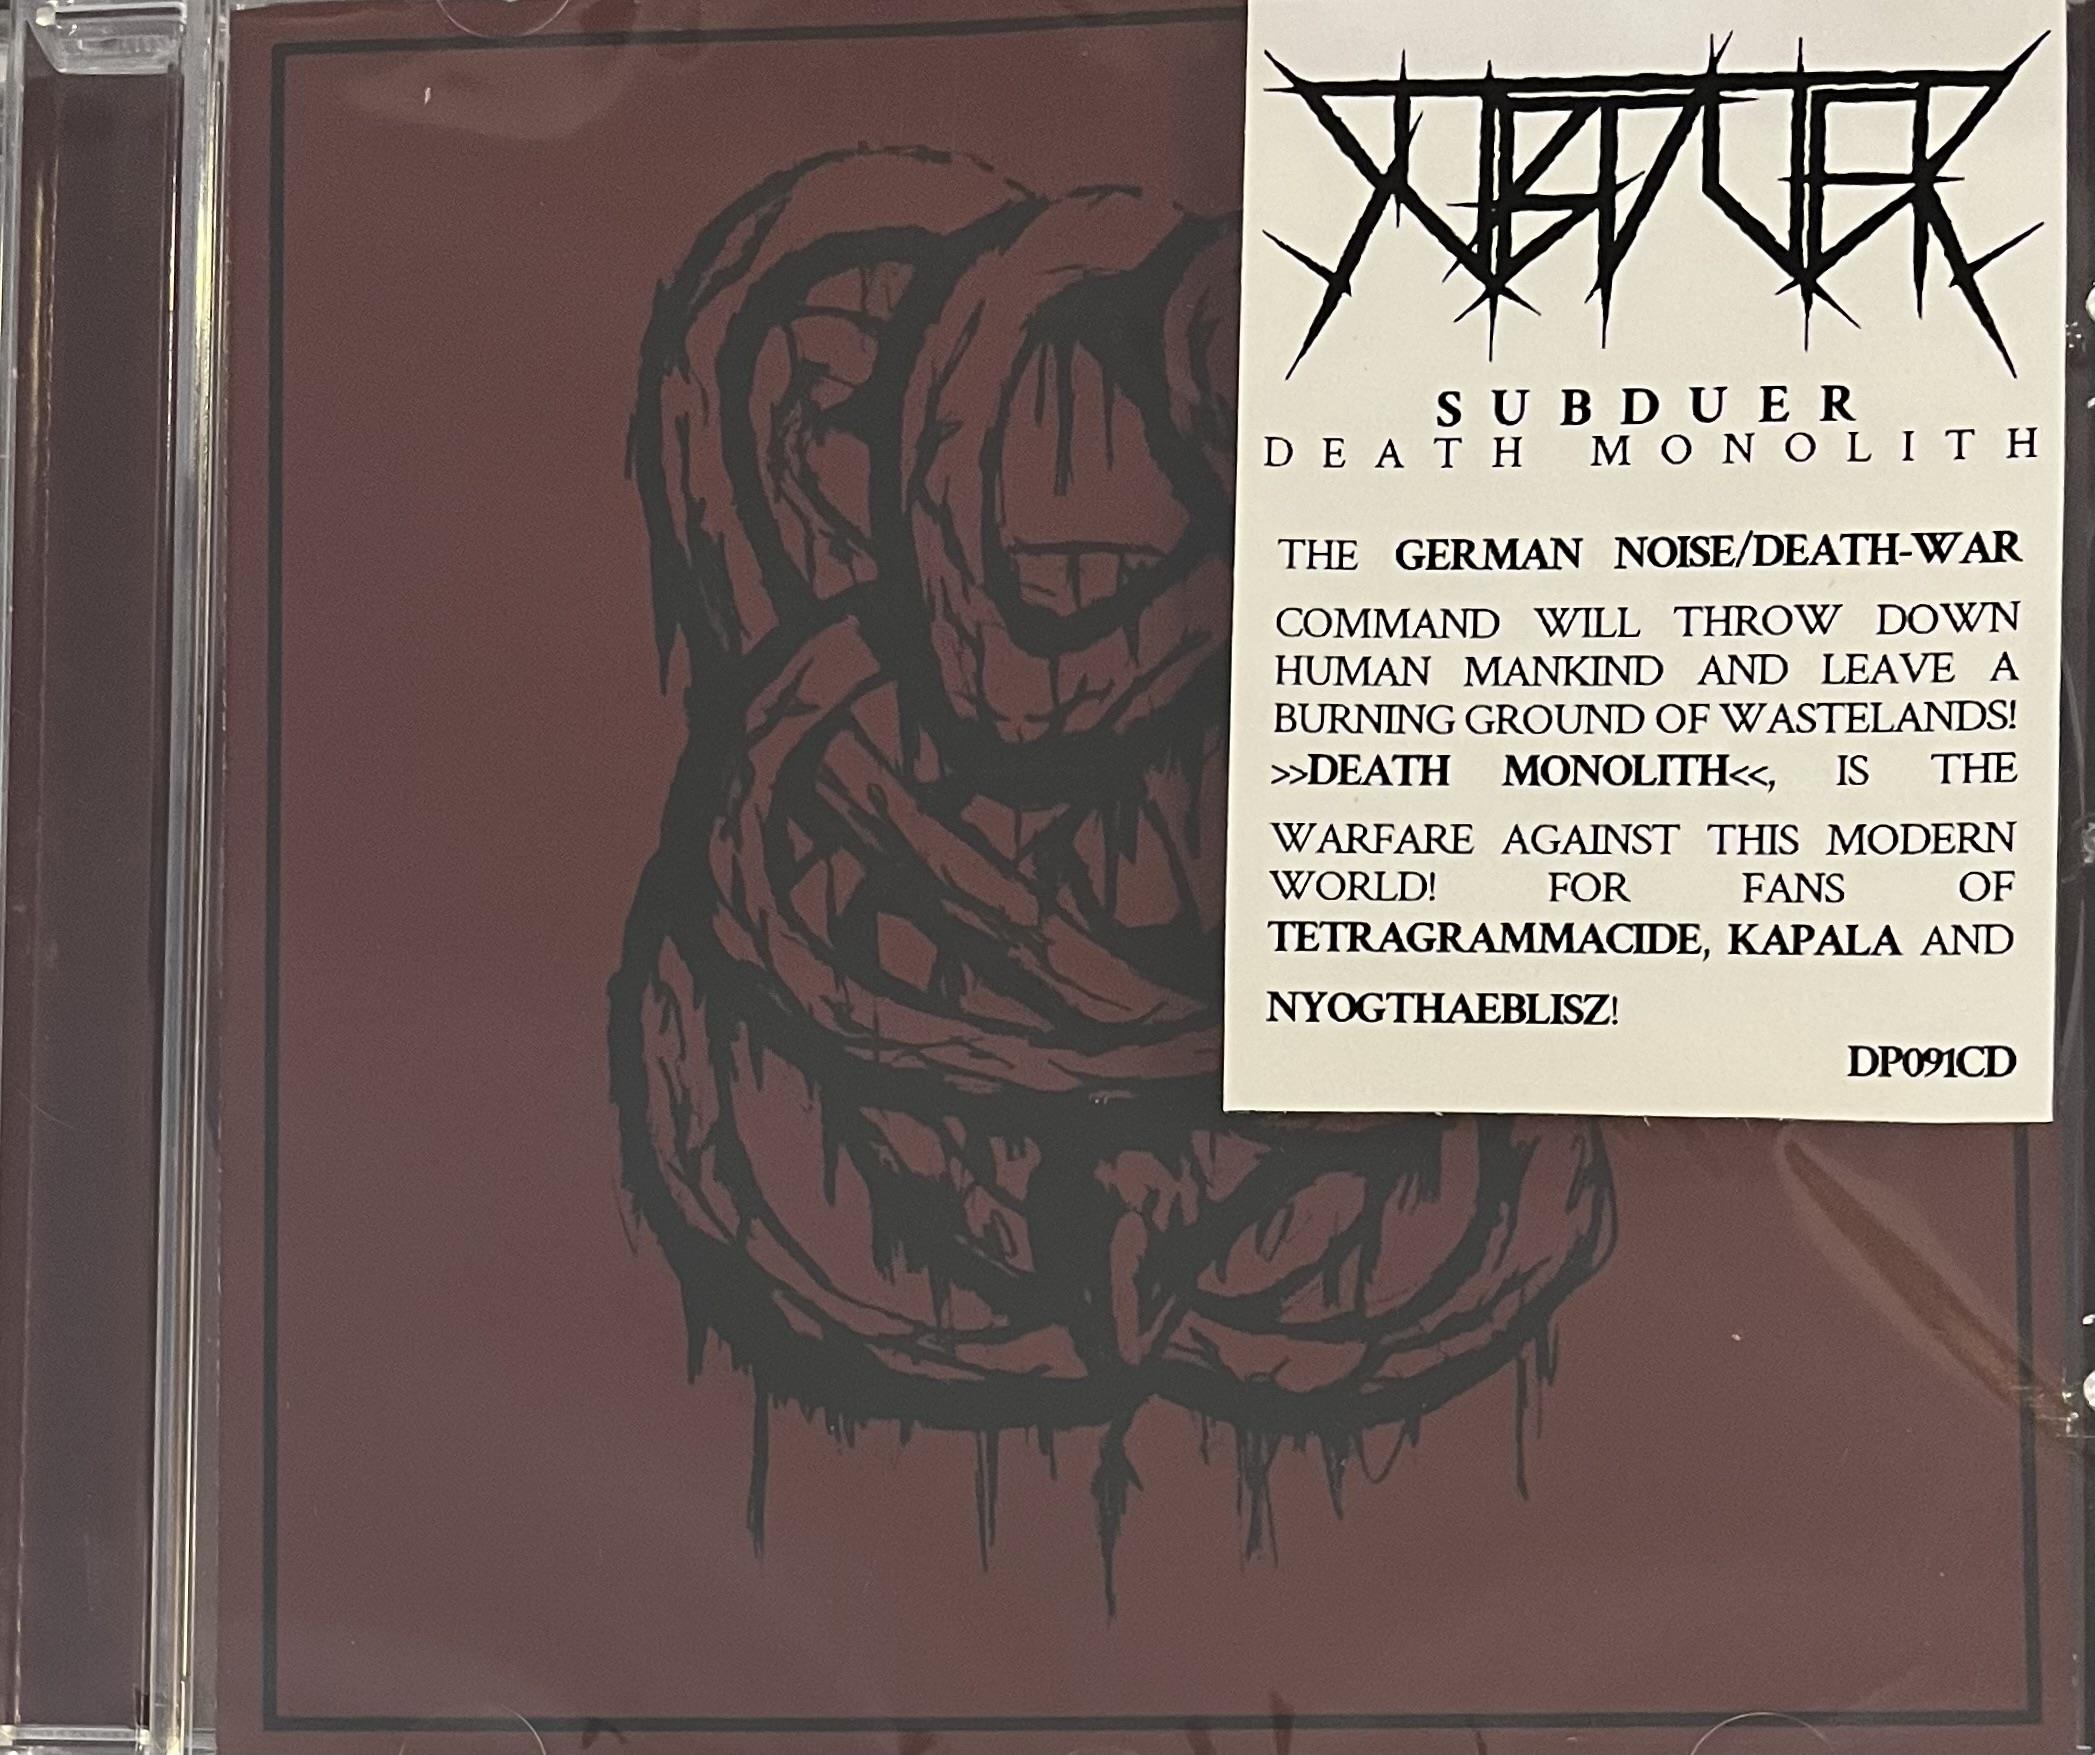 SUBDUER
SUBDUER
DEATH MONOLITH
THE GERMAN NOISE/DEATH-WAR
COMMAND WILL THROW DOWN
HUMAN MANKIND AND LEAVE A
BURNING GROUND OF WASTELANDS!
>>DEATH MONOLITH<<, IS THE
WARFARE AGAINST THIS MODERN
WORLD! FOR FANS OF
TETRAGRAMMACIDE, KAPALA AND
NYOGTHAEBLISZ!
DP091CD